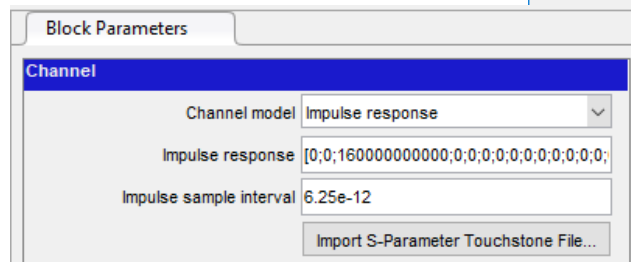 Block Parameters
Channel
Channel model Impulse response
Impulse response [0;0;160000000000;0;0;0;0;0;0;0;0;0;0;0;
Impulse sample interval 6.25e-12
Import S-Parameter Touchstone File...